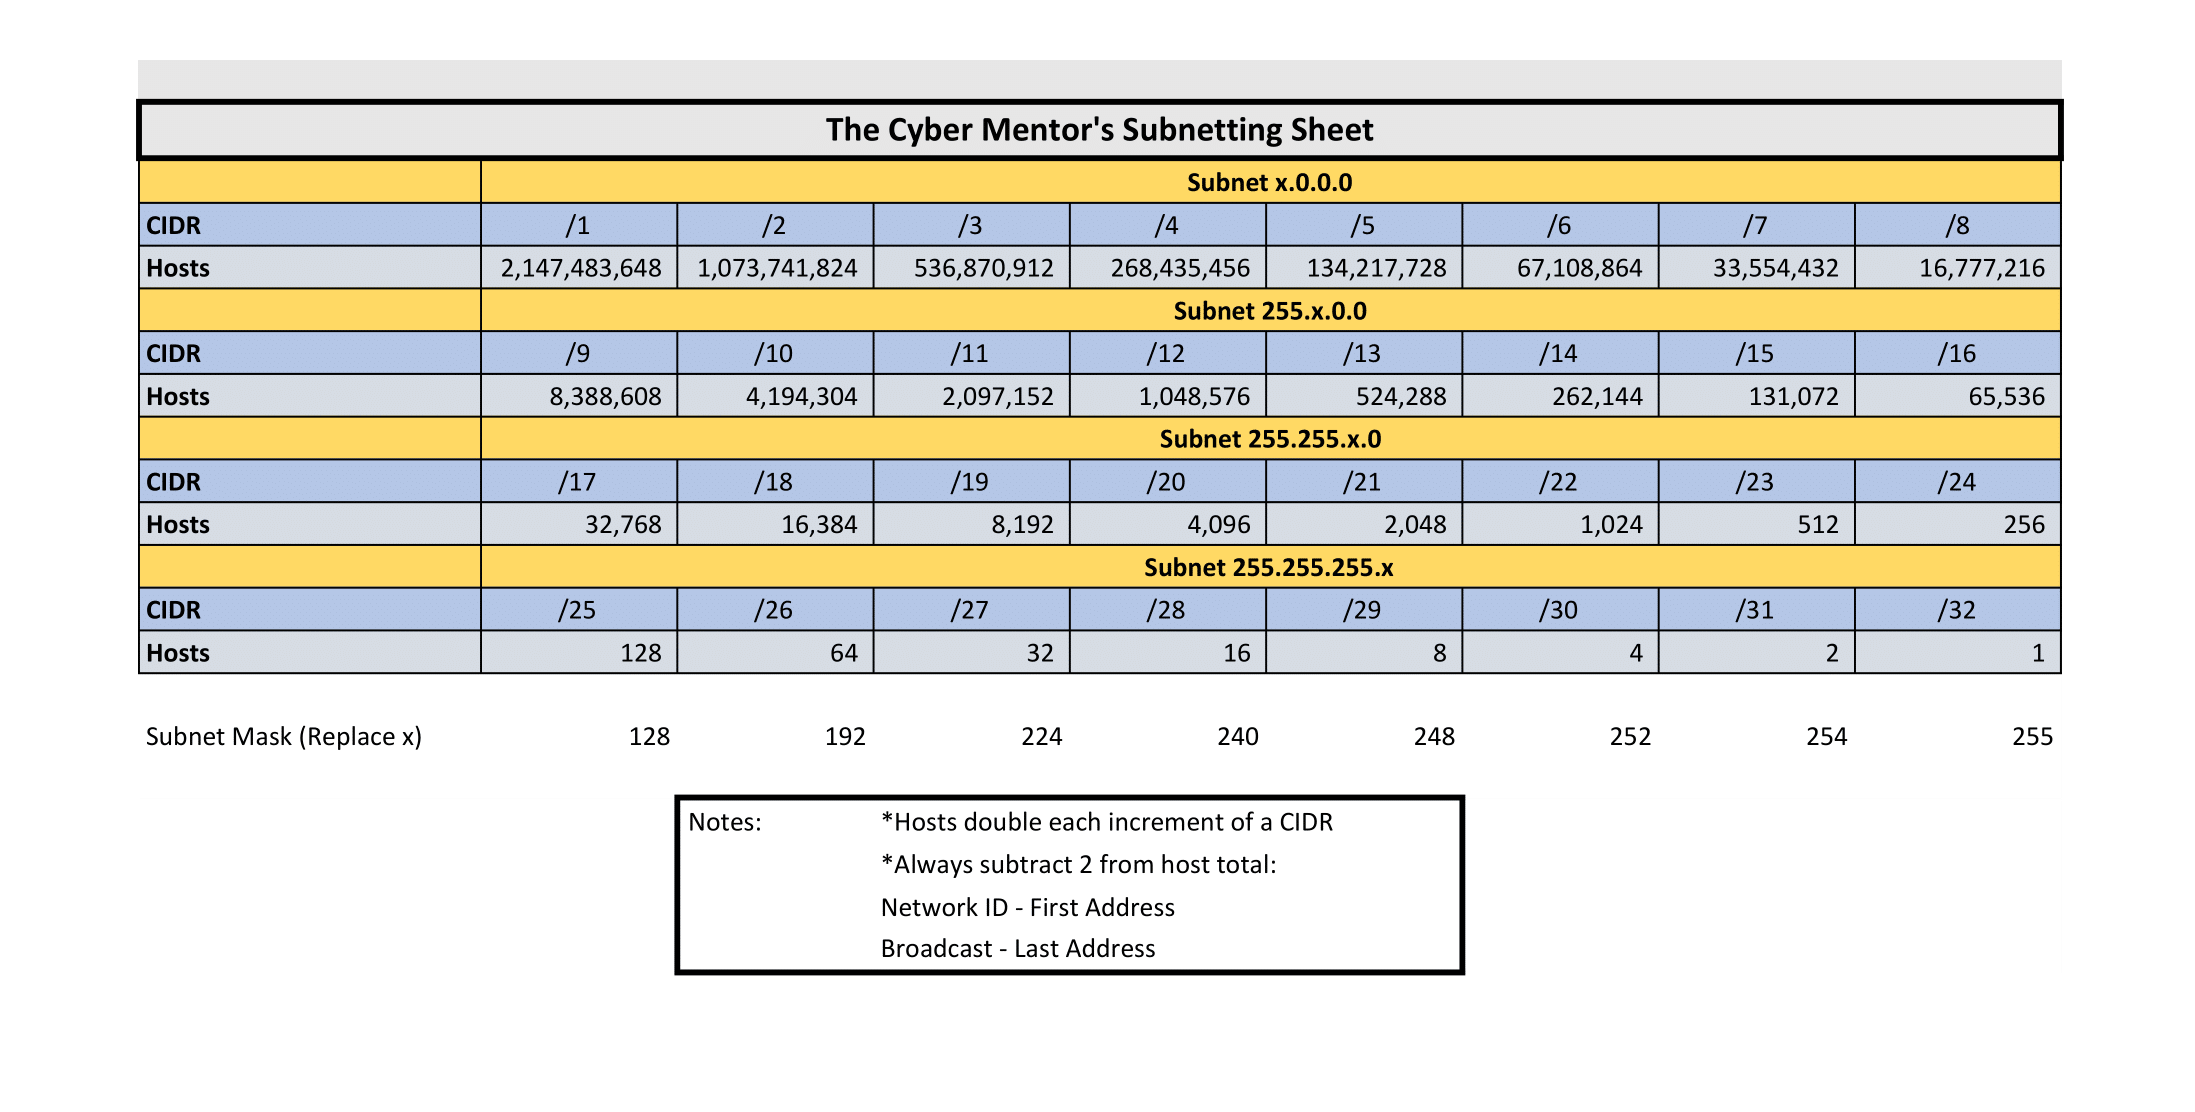 The Cyber Mentor's Subnetting Sheet
Subnet x.0.0.0
CIDR /1 /2 /3 /4 /5 /6 /7 /8
Hosts 2,147,483,648 1,073,741,824 536,870,912 268,435,456 134,217,728 67,108,864 33,554,432 16,777,216
Subnet 255.x.0.0
CIDR /9 /10 /11 /12 /13 /14 /15 /16
Hosts 8,388,608 4,194,304 2,097,152 1,048,576 524,288 262,144 131,072 65,536
Subnet 255.255.x.0
CIDR /17 /18 /19 /20 /21 /22 /23 /24
Hosts 32,768 16,384 8,192 4,096 2,048 1,024 512 256
Subnet 255.255.255.x
CIDR /25 /26 /27 /28 /29 /30 /31 /32
Hosts 128 64 32 16 8 4 2 1
Subnet Mask (Replace x) 128 192 224 240 248 252 254 255
Notes: *Hosts double each increment of a CIDR
*Always subtract 2 from host total:
Network ID - First Address
Broadcast - Last Address